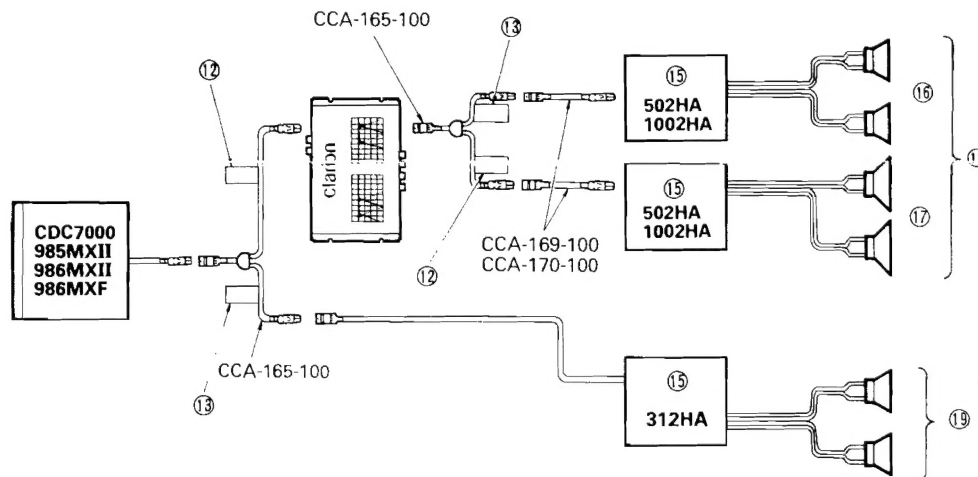 CCA-165-100
⑬
⑫
⑮
502HA
1002HA
⑯
clarion
⑮
502HA
1002HA
⑰
CCA-169-100
CCA-170-100
⑫
CDC7000
985MXII
986MXII
986MXF
CCA-165-100
⑬
⑮
312HA
⑲